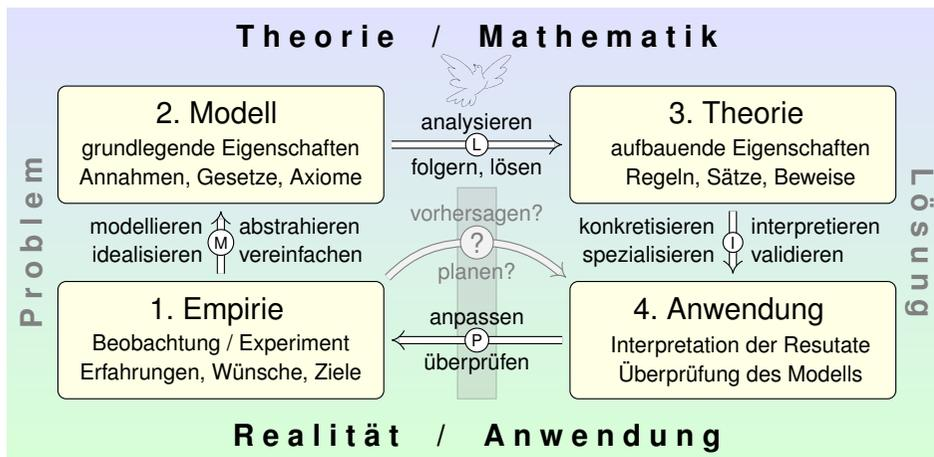 Theorie / Mathematik
2. Modell
grundlegende Eigenschaften
Annahmen, Gesetze, Axiome
analysieren
L
folgern, lösen
3. Theorie
aufbauende Eigenschaften
Regeln, Sätze, Beweise
Problem
modellieren
idealisieren
M
abstrahieren
vereinfachen
vorhersagen?
?
planen?
konkretisieren
spezialisieren
I
interpretieren
validieren
Lösung
1. Empirie
Beobachtung / Experiment
Erfahrungen, Wünsche, Ziele
anpassen
P
überprüfen
4. Anwendung
Interpretation der Resutate
Überprüfung des Modells
Realität / Anwendung